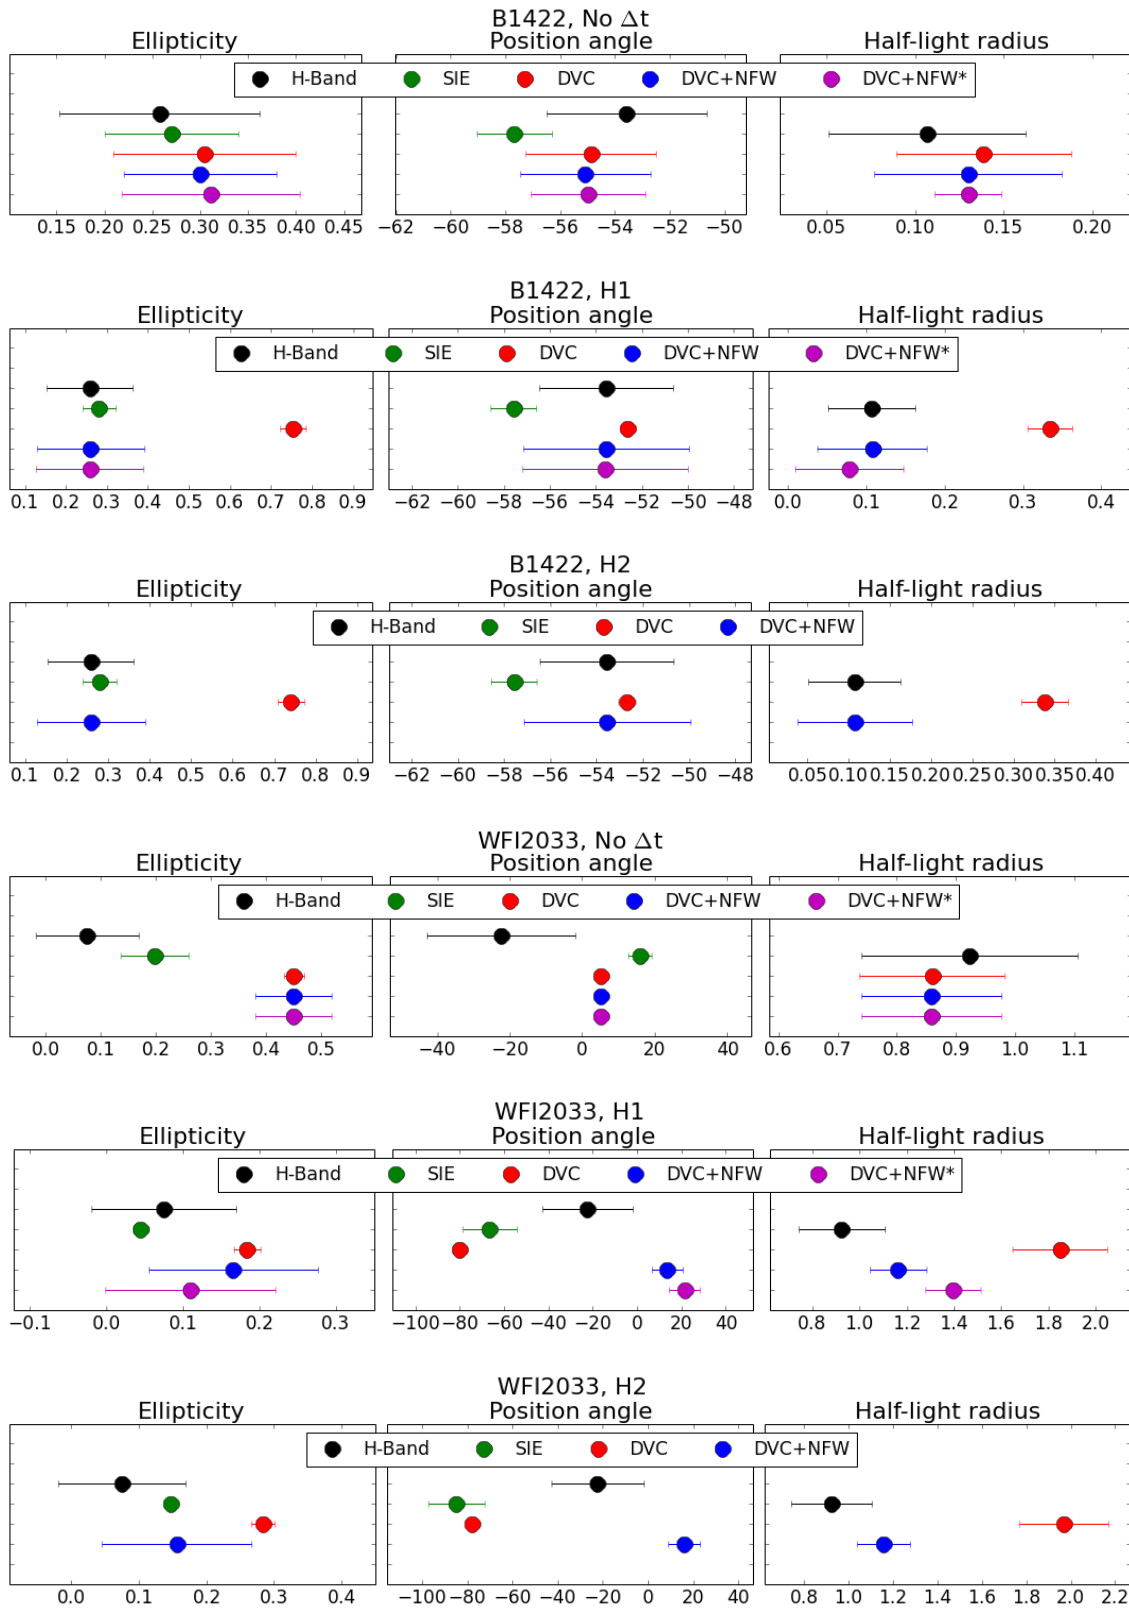 B1422, No Δt
Ellipticity Position angle Half-light radius
H-Band SIE DVC DVC+NFW DVC+NFW*
0.15 0.20 0.25 0.30 0.35 0.40 0.45 −62 −60 −58 −56 −54 −52 −50 0.05 0.10 0.15 0.20
B1422, H1
Ellipticity Position angle Half-light radius
H-Band SIE DVC DVC+NFW DVC+NFW*
0.1 0.2 0.3 0.4 0.5 0.6 0.7 0.8 0.9 −62 −60 −58 −56 −54 −52 −50 −48 0.0 0.1 0.2 0.3 0.4
B1422, H2
Ellipticity Position angle Half-light radius
H-Band SIE DVC DVC+NFW
0.1 0.2 0.3 0.4 0.5 0.6 0.7 0.8 0.9 −62 −60 −58 −56 −54 −52 −50 −48 0.05 0.10 0.15 0.20 0.25 0.30 0.35 0.40
WFI2033, No Δt
Ellipticity Position angle Half-light radius
H-Band SIE DVC DVC+NFW DVC+NFW*
0.0 0.1 0.2 0.3 0.4 0.5 −40 −20 0 20 40 0.6 0.7 0.8 0.9 1.0 1.1
WFI2033, H1
Ellipticity Position angle Half-light radius
H-Band SIE DVC DVC+NFW DVC+NFW*
−0.1 0.0 0.1 0.2 0.3 −100 −80 −60 −40 −20 0 20 40 0.8 1.0 1.2 1.4 1.6 1.8 2.0
WFI2033, H2
Ellipticity Position angle Half-light radius
H-Band SIE DVC DVC+NFW
0.0 0.1 0.2 0.3 0.4 −100 −80 −60 −40 −20 0 20 40 0.8 1.0 1.2 1.4 1.6 1.8 2.0 2.2